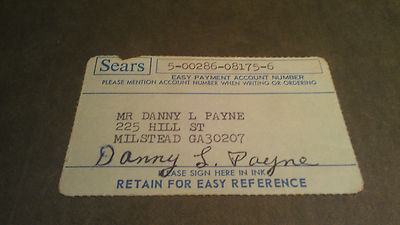 Sears
5-00286-08175-6
EASY PAYMENT ACCOUNT NUMBER
PLEASE MENTION ACCOUNT NUMBER WHEN WRITING OR ORDERING
MR DANNY L PAYNE
225 HILL ST
MILSTEAD GA30207
Danny L. Payne
PLEASE SIGN HERE IN INK
RETAIN FOR EASY REFERENCE